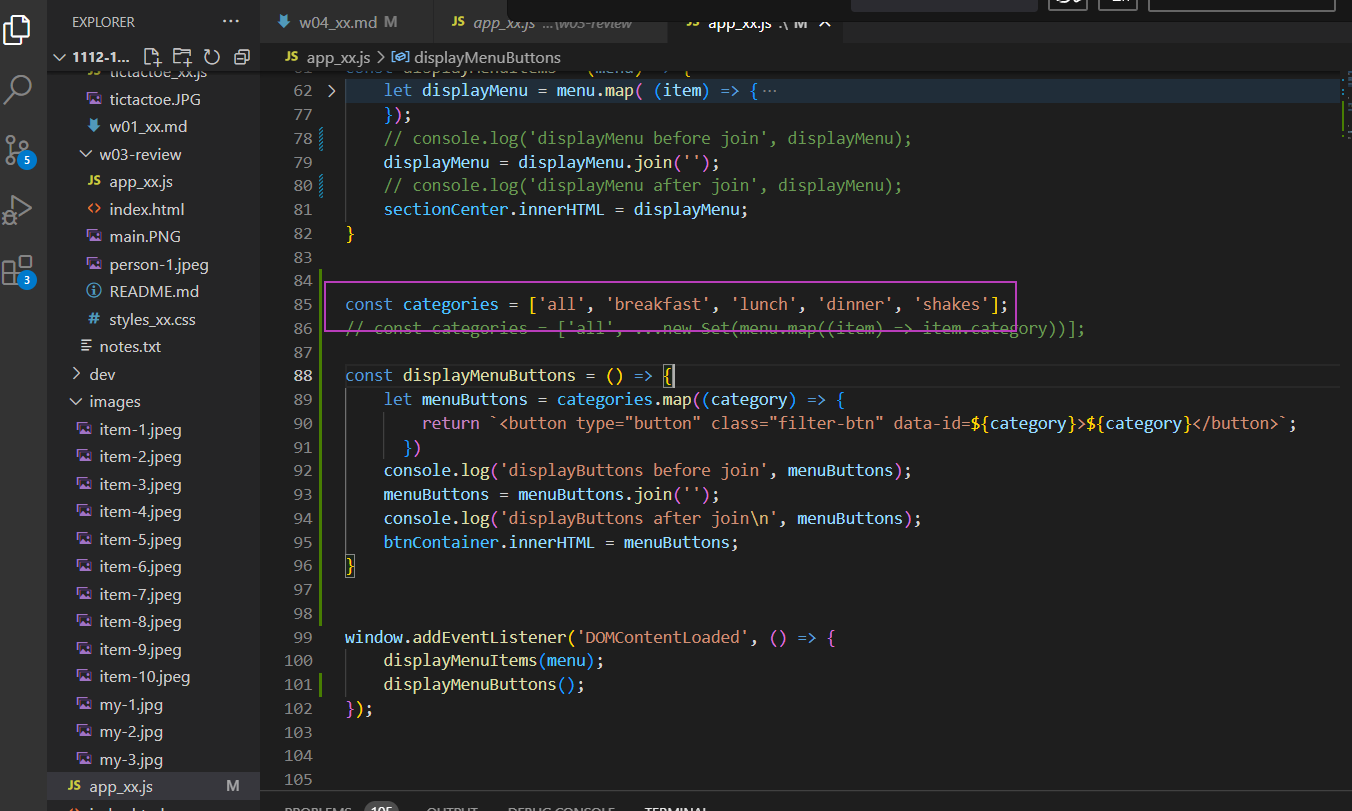 EXPLORER ...
w04_xx.md M
JS app_xx.js ...\w03-review
JS app_xx.js .\ M
1112-1...
JS app_xx.js > displayMenuButtons
tictactoe_xx.js
tictactoe.JPG
w01_xx.md
w03-review
JS app_xx.js
<> index.html
main.PNG
person-1.jpeg
README.md
# styles_xx.css
notes.txt
dev
images
item-1.jpeg
item-2.jpeg
item-3.jpeg
item-4.jpeg
item-5.jpeg
item-6.jpeg
item-7.jpeg
item-8.jpeg
item-9.jpeg
item-10.jpeg
my-1.jpg
my-2.jpg
my-3.jpg
JS app_xx.js M
5
3
61 const displayMenuItems = (menu) => {
62 let displayMenu = menu.map( (item) => { ...
77 });
78 // console.log('displayMenu before join', displayMenu);
79 displayMenu = displayMenu.join('');
80 // console.log('displayMenu after join', displayMenu);
81 sectionCenter.innerHTML = displayMenu;
82 }
83
84
85 const categories = ['all', 'breakfast', 'lunch', 'dinner', 'shakes'];
86 // const categories = ['all', ...new Set(menu.map((item) => item.category))];
87
88 const displayMenuButtons = () => {
89 let menuButtons = categories.map((category) => {
90 return `<button type="button" class="filter-btn" data-id=${category}>${category}</button>`;
91 })
92 console.log('displayButtons before join', menuButtons);
93 menuButtons = menuButtons.join('');
94 console.log('displayButtons after join\n', menuButtons);
95 btnContainer.innerHTML = menuButtons;
96 }
97
98
99 window.addEventListener('DOMContentLoaded', () => {
100 displayMenuItems(menu);
101 displayMenuButtons();
102 });
103
104
105
PROBLEMS 105 OUTPUT DEBUG CONSOLE TERMINAL